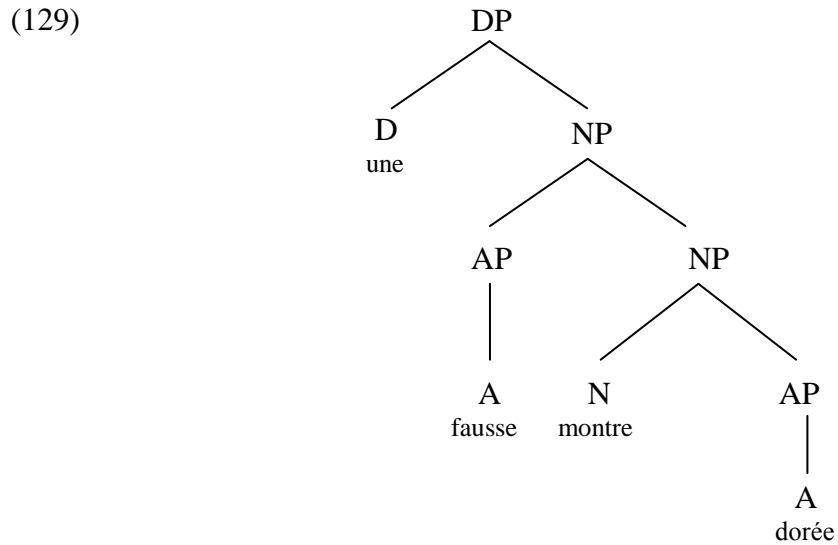 (129) DP
D NP
une
AP NP
A N AP
fausse montre
A
dorée